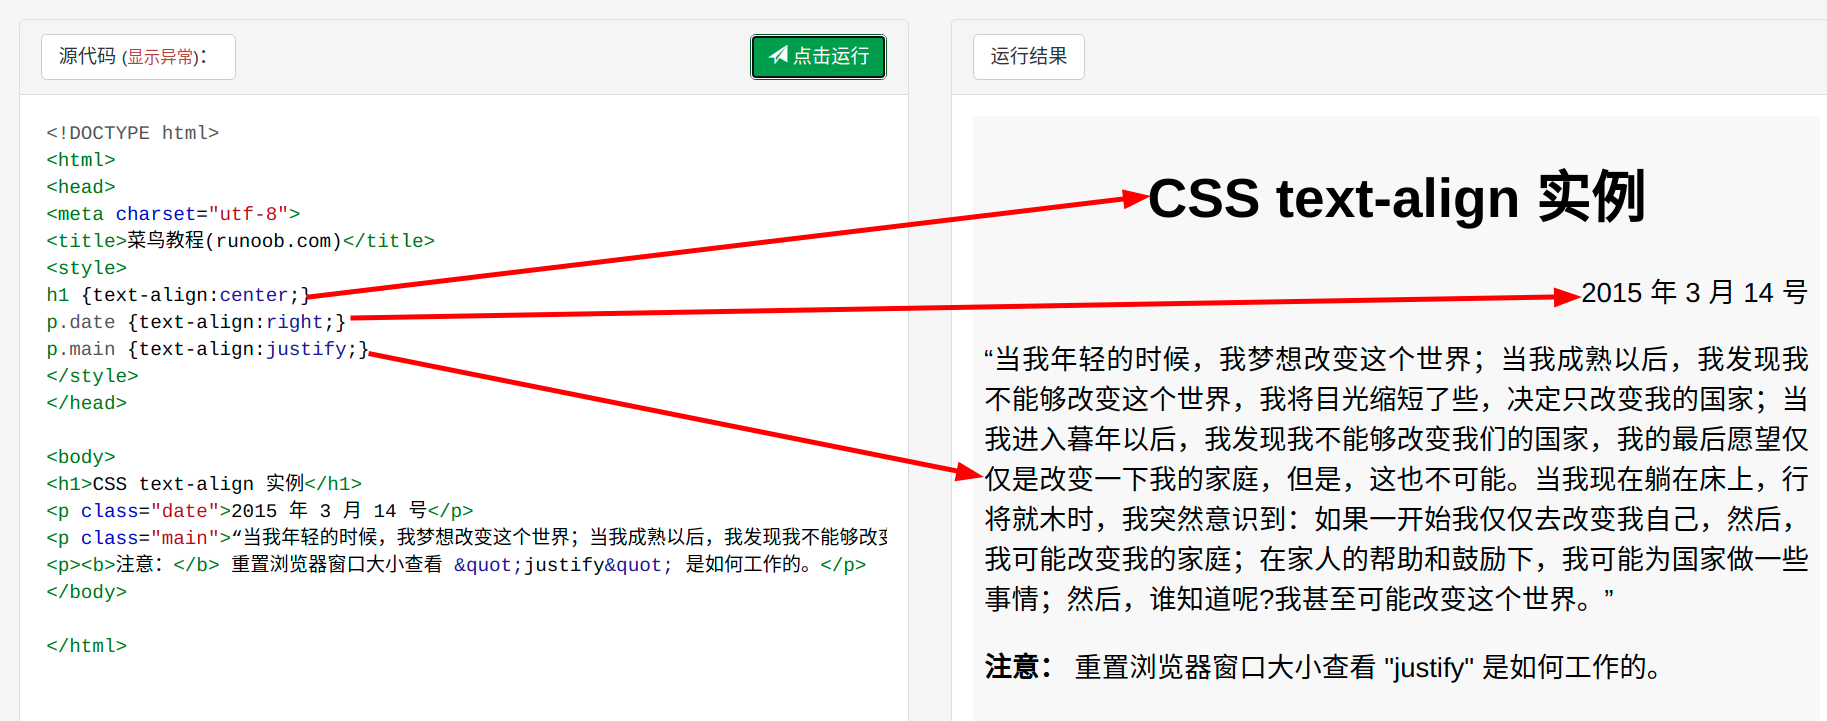 源代码 (显示异常)：
点击运行
<!DOCTYPE html>
<html>
<head>
<meta charset="utf-8">
<title>菜鸟教程(runoob.com)</title>
<style>
h1 {text-align:center;}
p.date {text-align:right;}
p.main {text-align:justify;}
</style>
</head>
<body>
<h1>CSS text-align 实例</h1>
<p class="date">2015 年 3 月 14 号</p>
<p class="main">“当我年轻的时候，我梦想改变这个世界；当我成熟以后，我发现我不能够改变
<p><b>注意：</b> 重置浏览器窗口大小查看 &quot;justify&quot; 是如何工作的。</p>
</body>
</html>
运行结果
CSS text-align 实例
2015 年 3 月 14 号
“当我年轻的时候，我梦想改变这个世界；当我成熟以后，我发现我
不能够改变这个世界，我将目光缩短了些，决定只改变我的国家；当
我进入暮年以后，我发现我不能够改变我们的国家，我的最后愿望仅
仅是改变一下我的家庭，但是，这也不可能。当我现在躺在床上，行
将就木时，我突然意识到：如果一开始我仅仅去改变我自己，然后，
我可能改变我的家庭；在家人的帮助和鼓励下，我可能为国家做一些
事情；然后，谁知道呢?我甚至可能改变这个世界。”
注意： 重置浏览器窗口大小查看 "justify" 是如何工作的。